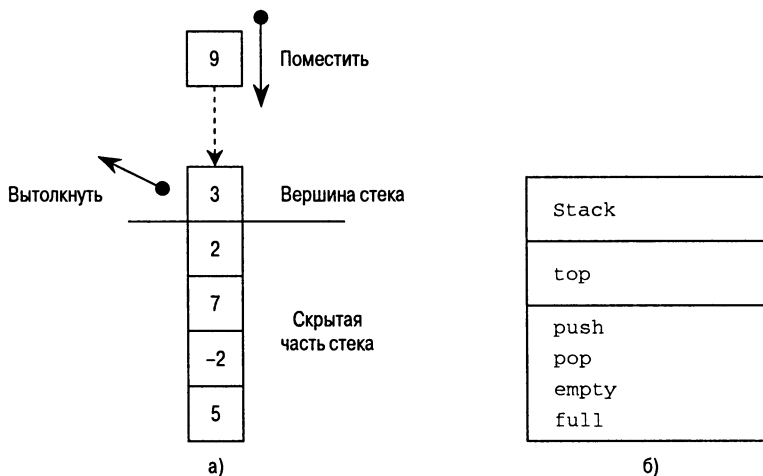 9
Поместить
Вытолкнуть
3
Вершина стека
2
7
Скрытая
часть стека
–2
5
а)
Stack
top
push
pop
empty
full
б)